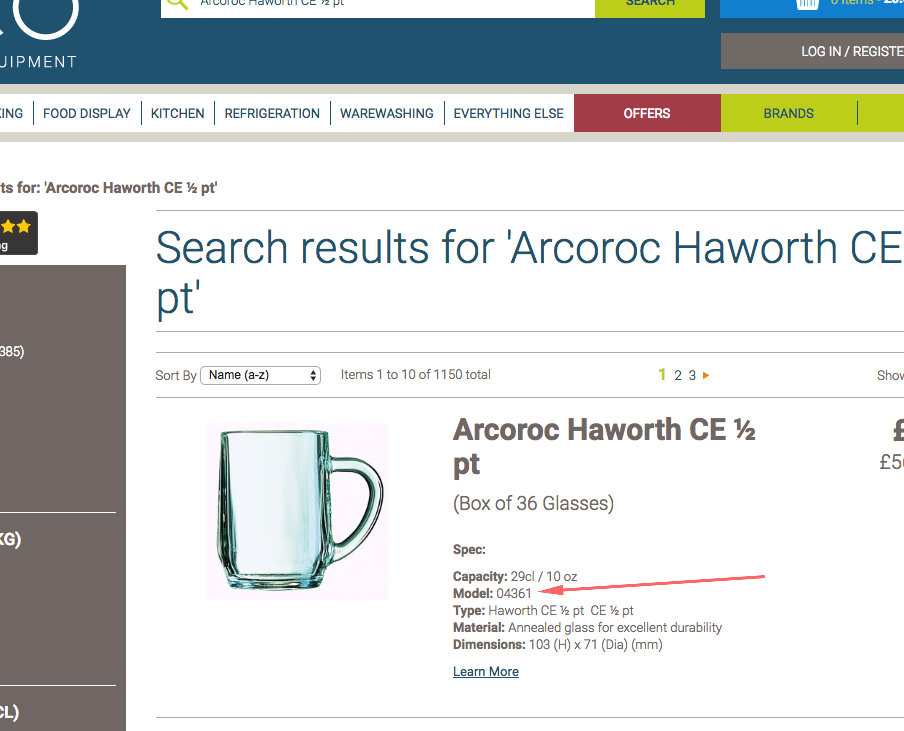 Arcoroc Haworth CE ½ pt
SEARCH
0 items -
UIPMENT
LOG IN / REGISTE
ING
FOOD DISPLAY
KITCHEN
REFRIGERATION
WAREWASHING
EVERYTHING ELSE
OFFERS
BRANDS
ts for: 'Arcoroc Haworth CE ½ pt'
g
Search results for 'Arcoroc Haworth CE
pt'
385)
Sort By Name (a-z) Items 1 to 10 of 1150 total 1 2 3 Show
Arcoroc Haworth CE ½
pt
£
£5
(Box of 36 Glasses)
KG)
Spec:
Capacity: 29cl / 10 oz
Model: 04361
Type: Haworth CE ½ pt CE ½ pt
Material: Annealed glass for excellent durability
Dimensions: 103 (H) x 71 (Dia) (mm)
Learn More
CL)